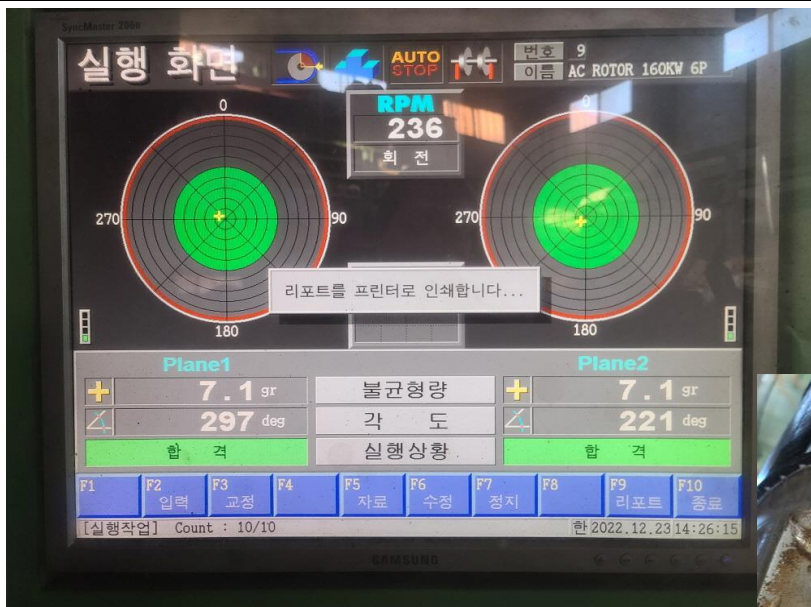 SyncMaster 206n
실행 화면
AUTO
STOP
번호 9
이름 AC ROTOR 160KW 6P
RPM
236
회 전
0
270
90
180
0
270
90
180
리포트를 프린터로 인쇄합니다...
Plane1
Plane2
7.1 gr
불균형량
7.1 gr
297 deg
각 도
221 deg
합 격
실행상황
합 격
F1
F2 입력
F3 교정
F4
F5 자료
F6 수정
F7 정지
F8
F9 리포트
F10 종료
[실행작업] Count : 10/10
한 2022.12.23 14:26:15
SAMSUNG